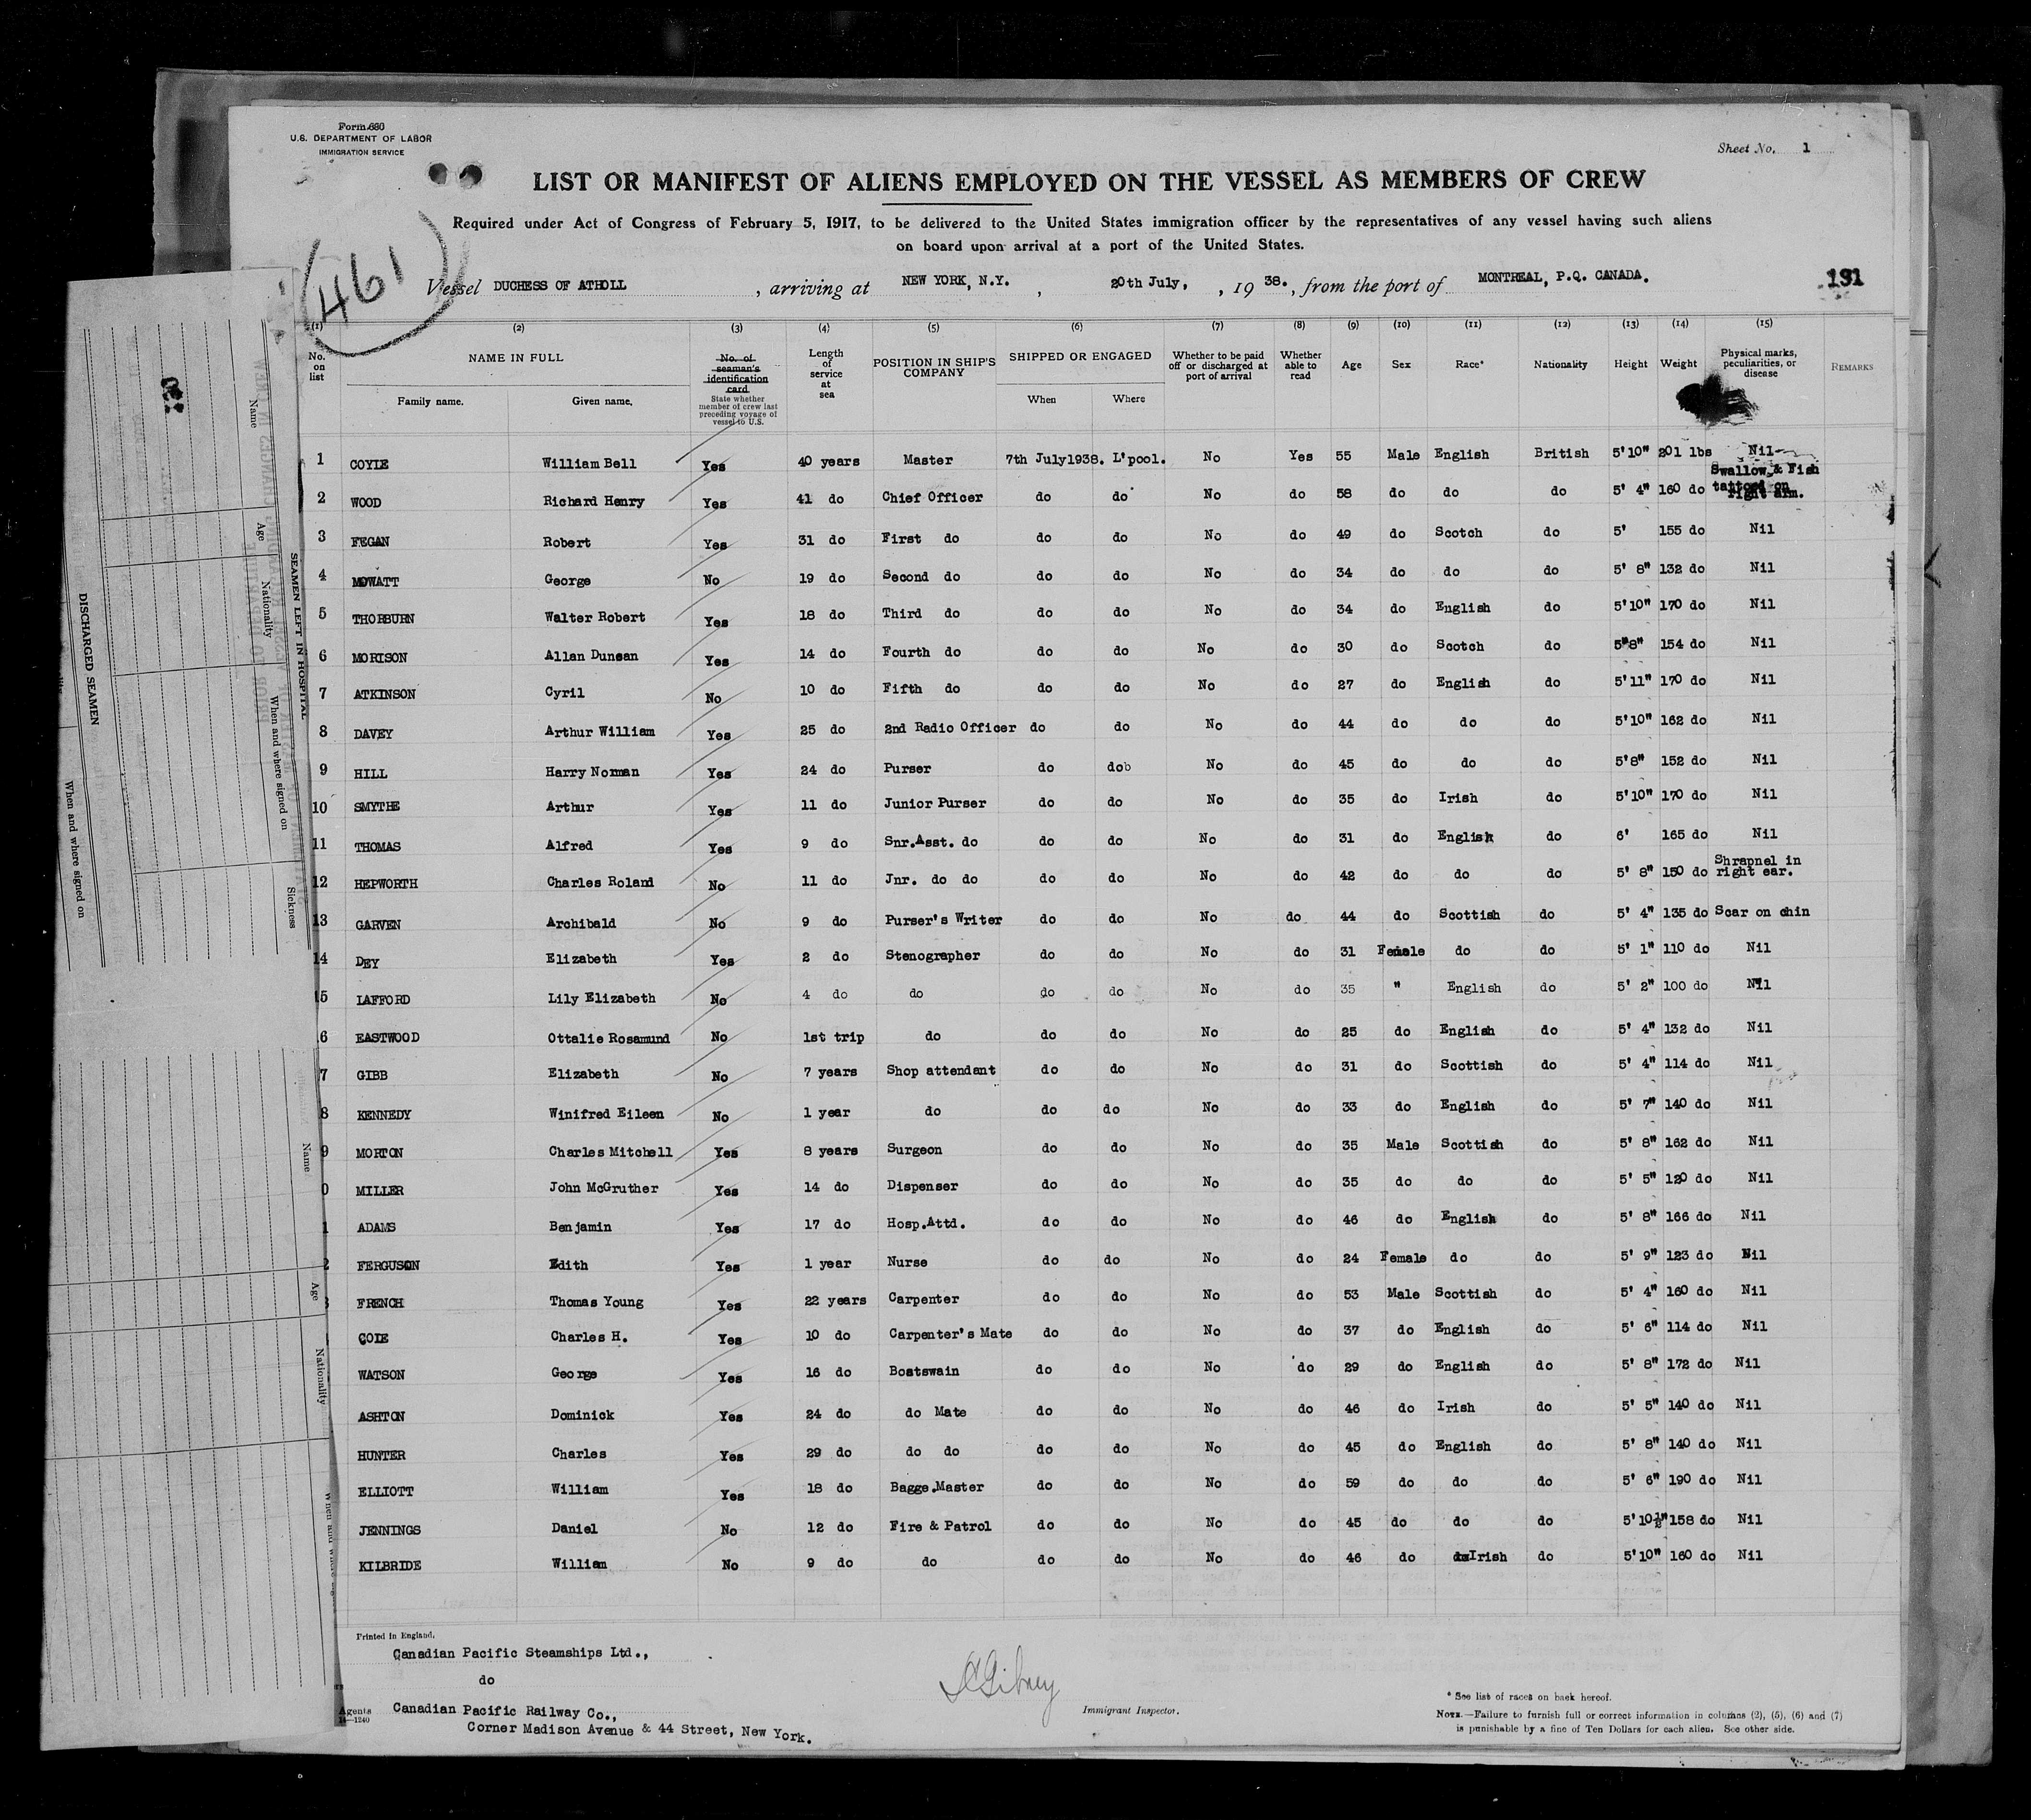 Form 680
U.S. DEPARTMENT OF LABOR
IMMIGRATION SERVICE
Sheet No. 1
LIST OR MANIFEST OF ALIENS EMPLOYED ON THE VESSEL AS MEMBERS OF CREW
Required under Act of Congress of February 5, 1917, to be delivered to the United States immigration officer by the representatives of any vessel having such aliens
on board upon arrival at a port of the United States.
461
Vessel DUCHESS OF ATHOLL, arriving at NEW YORK, N.Y., 20th July, , 19 38., from the port of MONTREAL, P.Q. CANADA. 191
(1) (2) (3) (4) (5) (6) (7) (8) (9) (10) (11) (12) (13) (14) (15)
No. on list NAME IN FULL Family name. Given name. No. of seaman's identification card. State whether member of crew last preceding voyage of vessel to U.S. Length of service at sea POSITION IN SHIP'S COMPANY SHIPPED OR ENGAGED When Where Whether to be paid off or discharged at port of arrival Whether able to read Age Sex Race* Nationality Height Weight Physical marks, peculiarities, or disease REMARKS
1 COYLE William Bell Yes 40 years Master 7th July1938. L'pool. No Yes 55 Male English British 5'10" 201 lbs Nil
2 WOOD Richard Henry Yes 41 do Chief Officer do do No do 58 do do do 5' 4" 160 do Swallow & Fish tattooed on right arm.
3 FEGAN Robert Yes 31 do First do do do No do 49 do Scotch do 5' 155 do Nil
4 MOWATT George No 19 do Second do do do No do 34 do do do 5' 8" 132 do Nil
5 THORBURN Walter Robert Yes 18 do Third do do do No do 34 do English do 5'10" 170 do Nil
6 MORISON Allan Duncan Yes 14 do Fourth do do do No do 30 do Scotch do 5"8" 154 do Nil
7 ATKINSON Cyril No 10 do Fifth do do do No do 27 do English do 5'11" 170 do Nil
8 DAVEY Arthur William Yes 25 do 2nd Radio Officer do do No do 44 do do do 5'10" 162 do Nil
9 HILL Harry Norman Yes 24 do Purser do dob No do 45 do do do 5'8" 152 do Nil
10 SMYTHE Arthur Yes 11 do Junior Purser do do No do 35 do Irish do 5'10" 170 do Nil
11 THOMAS Alfred Yes 9 do Snr.Asst. do do do No do 31 do English do 6' 165 do Nil
12 HEPWORTH Charles Roland No 11 do Jnr. do do do do No do 42 do do do 5' 8" 150 do Shrapnel in right ear.
13 GARVEN Archibald No 9 do Purser's Writer do do No do 44 do Scottish do 5' 4" 135 do Scar on chin
14 DEY Elizabeth Yes 2 do Stenographer do do No do 31 Female do do 5' 1" 110 do Nil
5 LAFFORD Lily Elizabeth No 4 do do do do No do 35 " English do 5' 2" 100 do Nil
6 EASTWOOD Ottalie Rosamund No 1st trip do do do No do 25 do English do 5' 4" 132 do Nil
7 GIBB Elizabeth No 7 years Shop attendant do do No do 31 do Scottish do 5' 4" 114 do Nil
8 KENNEDY Winifred Eileen No 1 year do do do No do 33 do English do 5' 7" 140 do Nil
9 MORTON Charles Mitchell Yes 8 years Surgeon do do No do 35 Male Scottish do 5' 8" 162 do Nil
0 MILLER John McGruther Yes 14 do Dispenser do do No do 35 do do do 5' 5" 120 do Nil
1 ADAMS Benjamin Yes 17 do Hosp.Attd. do do No do 46 do English do 5' 8" 166 do Nil
2 FERGUSON Edith Yes 1 year Nurse do do No do 24 Female do do 5' 9" 123 do Nil
FRENCH Thomas Young Yes 22 years Carpenter do do No do 53 Male Scottish do 5' 4" 160 do Nil
COLE Charles H. Yes 10 do Carpenter's Mate do do No do 37 do English do 5' 6" 114 do Nil
WATSON George Yes 16 do Boatswain do do No do 29 do English do 5' 8" 172 do Nil
ASHTON Dominick Yes 24 do do Mate do do No do 46 do Irish do 5' 5" 140 do Nil
HUNTER Charles Yes 29 do do do do do No do 45 do English do 5' 8" 140 do Nil
ELLIOTT William Yes 18 do Bagge.Master do do No do 59 do do do 5' 6" 190 do Nil
JENNINGS Daniel No 12 do Fire & Patrol do do No do 45 do do do 5'10½" 158 do Nil
KILBRIDE William No 9 do do do do No do 46 do Irish do 5'10" 160 do Nil
Printed in England.
Canadian Pacific Steamships Ltd.,
do
Agents Canadian Pacific Railway Co.,
14—1240
Corner Madison Avenue & 44 Street, New York.
Immigrant Inspector.
* See list of races on back hereof.
NOTE.—Failure to furnish full or correct information in columns (2), (5), (6) and (7)
is punishable by a fine of Ten Dollars for each alien. See other side.
SEAMEN LEFT IN HOSPITAL
Name
Age
Nationality
When and where signed on
Sickness
DISCHARGED SEAMEN
When and where signed on
Name
Age
Nationality